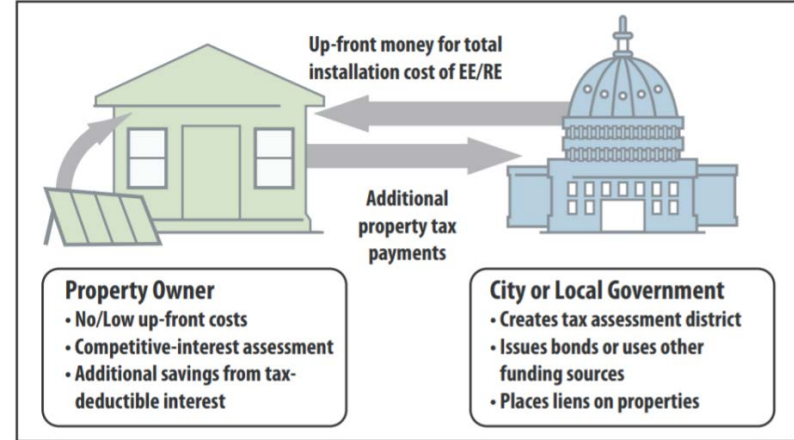 Up-front money for total
installation cost of EE/RE
Additional
property tax
payments
Property Owner
• No/Low up-front costs
• Competitive-interest assessment
• Additional savings from tax-
deductible interest
City or Local Government
• Creates tax assessment district
• Issues bonds or uses other
funding sources
• Places liens on properties